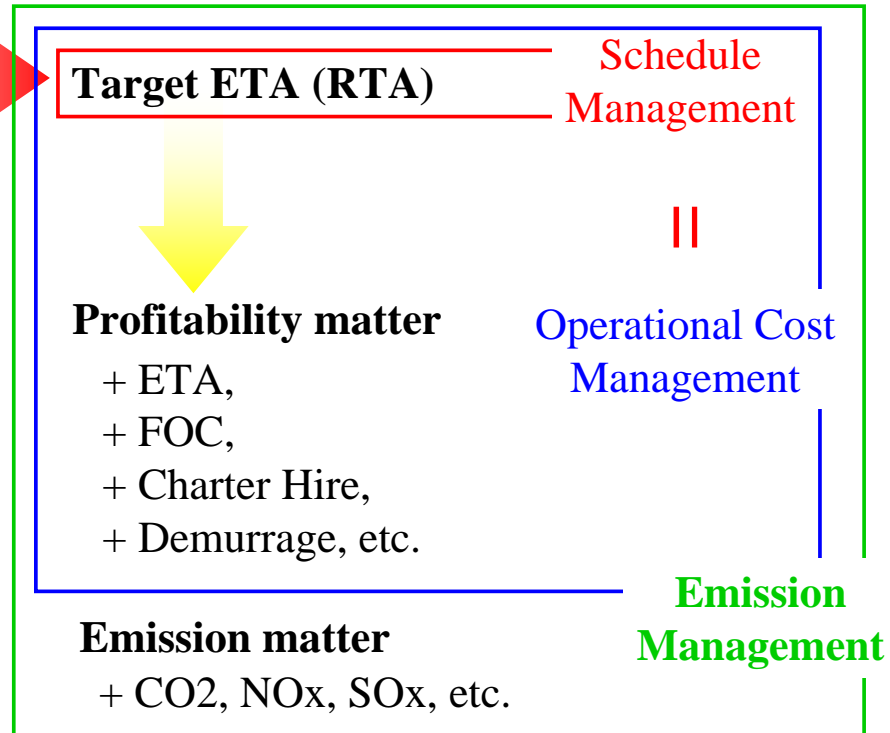 Target ETA (RTA)
Schedule
Management
=
Profitability matter
+ ETA,
+ FOC,
+ Charter Hire,
+ Demurrage, etc.
Operational Cost
Management
Emission
Management
Emission matter
+ CO2, NOx, SOx, etc.